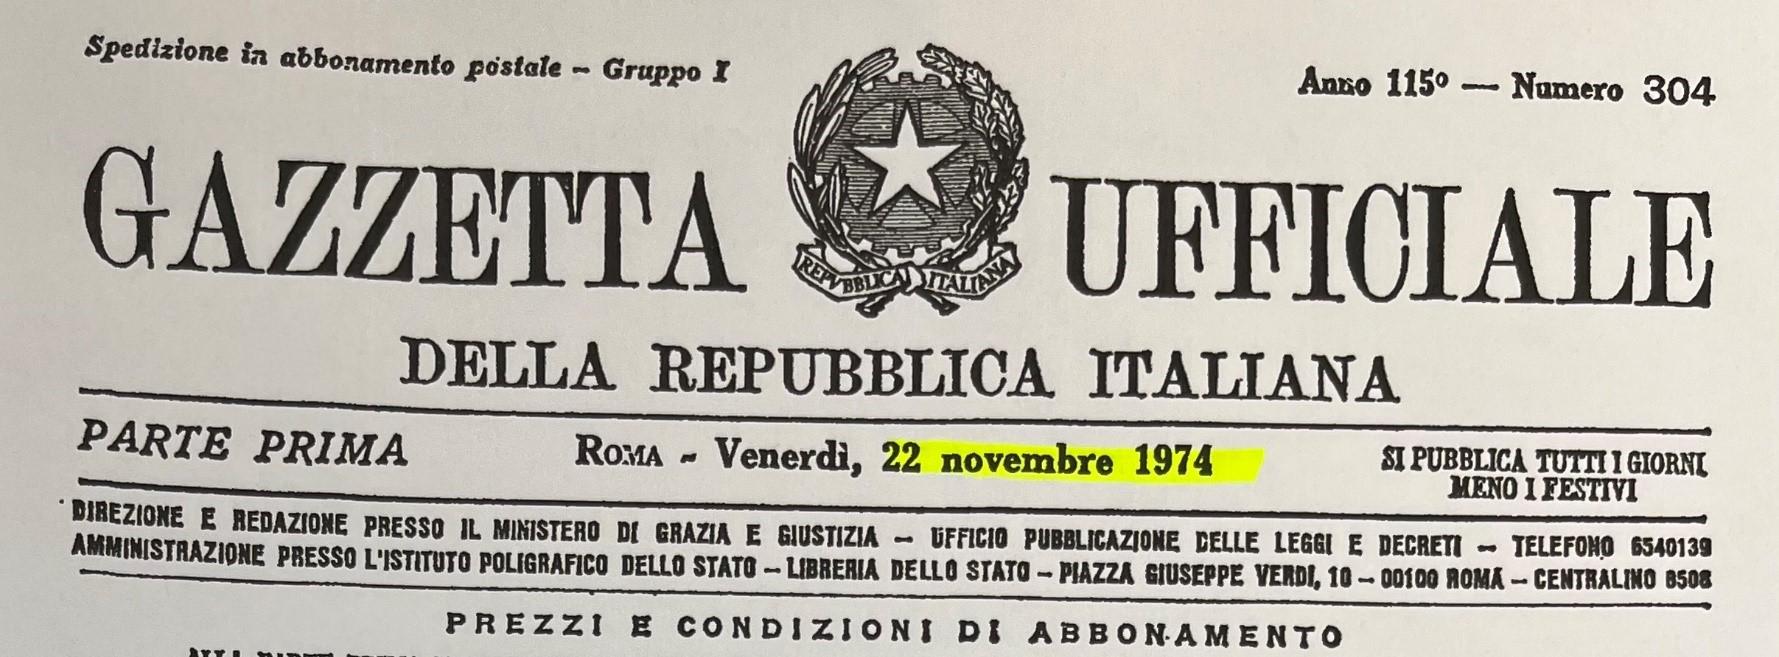 Spedizione in abbonamento postale - Gruppo I
Anno 115° — Numero 304
GAZZETTA UFFICIALE
REPVBBLICA ITALIANA
DELLA REPUBBLICA ITALIANA
PARTE PRIMA
ROMA - Venerdì, 22 novembre 1974
SI PUBBLICA TUTTI I GIORNI
MENO I FESTIVI
DIREZIONE E REDAZIONE PRESSO IL MINISTERO DI GRAZIA E GIUSTIZIA — UFFICIO PUBBLICAZIONE DELLE LEGGI E DECRETI — TELEFONO 6540139
AMMINISTRAZIONE PRESSO L'ISTITUTO POLIGRAFICO DELLO STATO — LIBRERIA DELLO STATO — PIAZZA GIUSEPPE VERDI, 10 — 00100 ROMA — CENTRALINO 8508
PREZZI E CONDIZIONI DI ABBONAMENTO